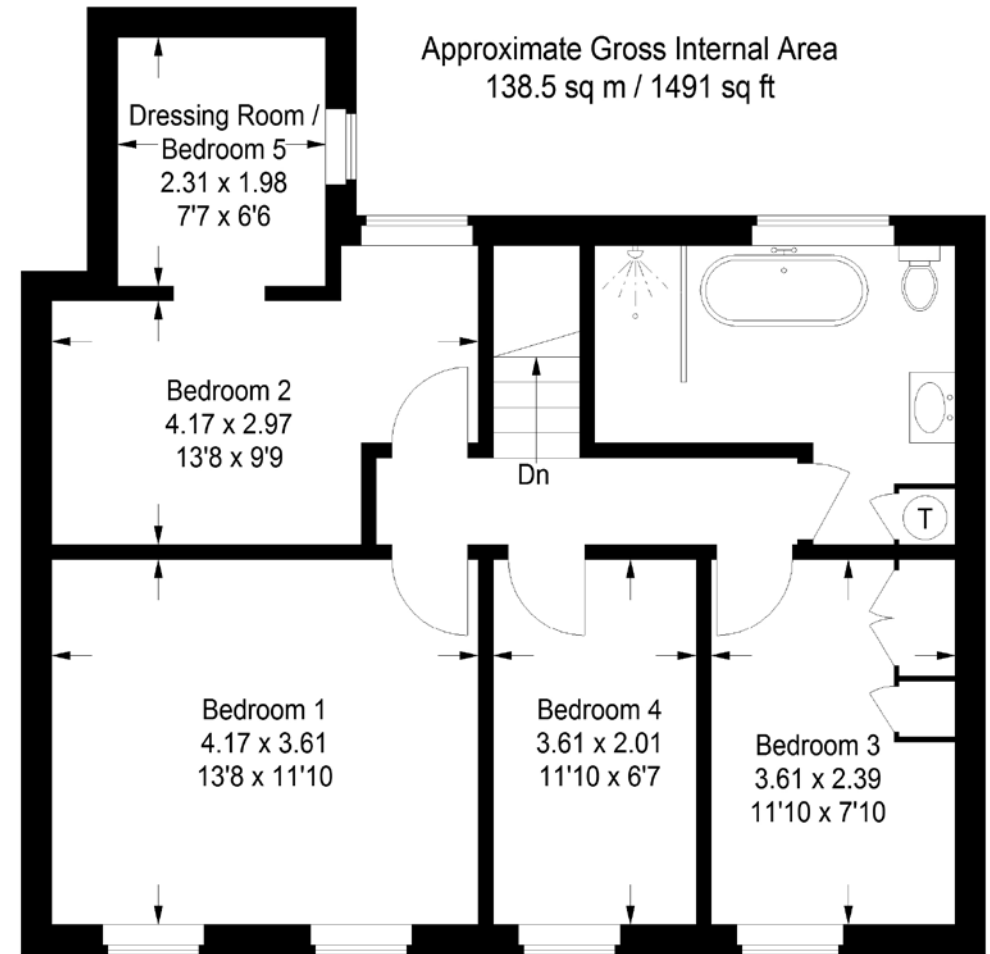 Approximate Gross Internal Area
138.5 sq m / 1491 sq ft
Dressing Room /
Bedroom 5
2.31 x 1.98
7'7 x 6'6
Bedroom 2
4.17 x 2.97
13'8 x 9'9
Dn
T
Bedroom 1
4.17 x 3.61
13'8 x 11'10
Bedroom 4
3.61 x 2.01
11'10 x 6'7
Bedroom 3
3.61 x 2.39
11'10 x 7'10